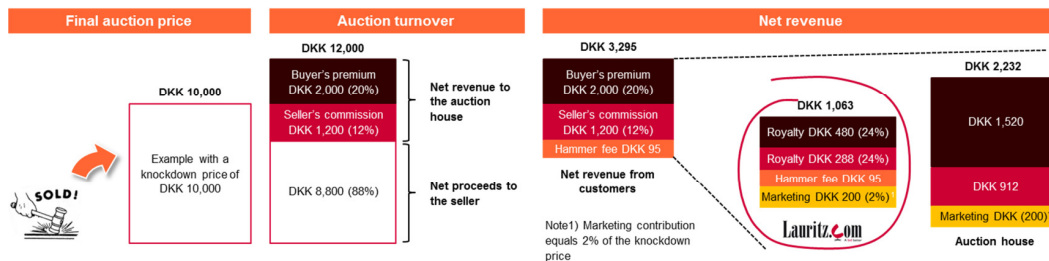 Final auction price
DKK 10,000
Example with a
knockdown price of
DKK 10,000
SOLD!
Auction turnover
DKK 12,000
Buyer's premium
DKK 2,000 (20%)
Seller's commission
DKK 1,200 (12%)
DKK 8,800 (88%)
Net revenue to
the auction
house
Net proceeds to
the seller
Net revenue
DKK 3,295
Buyer's premium
DKK 2,000 (20%)
Seller's commission
DKK 1,200 (12%)
Hammer fee DKK 95
Net revenue from
customers
Note1) Marketing contribution
equals 2% of the knockdown
price
DKK 1,063
Royalty DKK 480 (24%)
Royalty DKK 288 (24%)
Hammer fee DKK 95
Marketing DKK 200 (2%)
Lauritz.com
DKK 2,232
DKK 1,520
DKK 912
Marketing DKK (200)
Auction house